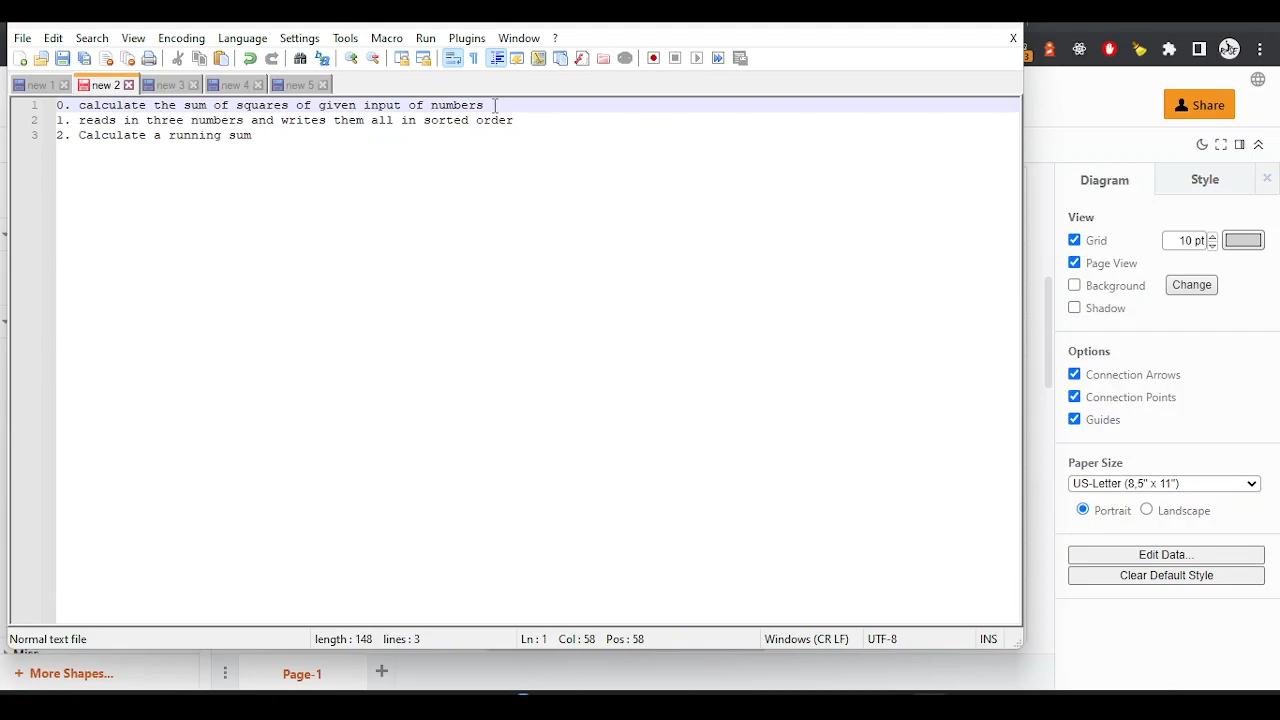 File Edit Search View Encoding Language Settings Tools Macro Run Plugins Window ? X
new 1 new 2 new 3 new 4 new 5
1 0. calculate the sum of squares of given input of numbers
2 1. reads in three numbers and writes them all in sorted order
3 2. Calculate a running sum
Normal text file length : 148 lines : 3 Ln : 1 Col : 58 Pos : 58 Windows (CR LF) UTF-8 INS
+ More Shapes...
Page-1
Share
Diagram Style
View
Grid 10 pt
Page View
Background Change
Shadow
Options
Connection Arrows
Connection Points
Guides
Paper Size
US-Letter (8,5" x 11")
Portrait Landscape
Edit Data...
Clear Default Style